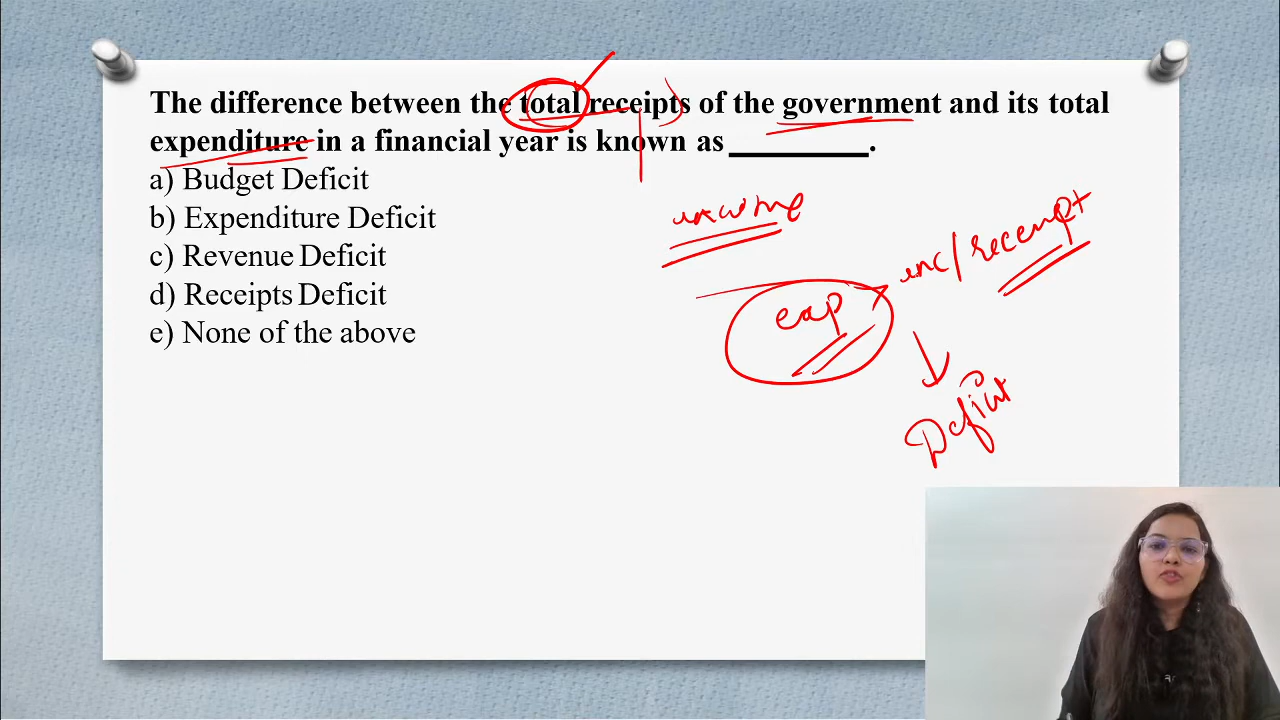 The difference between the total receipts of the government and its total
expenditure in a financial year is known as __________.
a) Budget Deficit
b) Expenditure Deficit
c) Revenue Deficit
d) Receipts Deficit
e) None of the above
income
exp > inc/receipt
Deficit